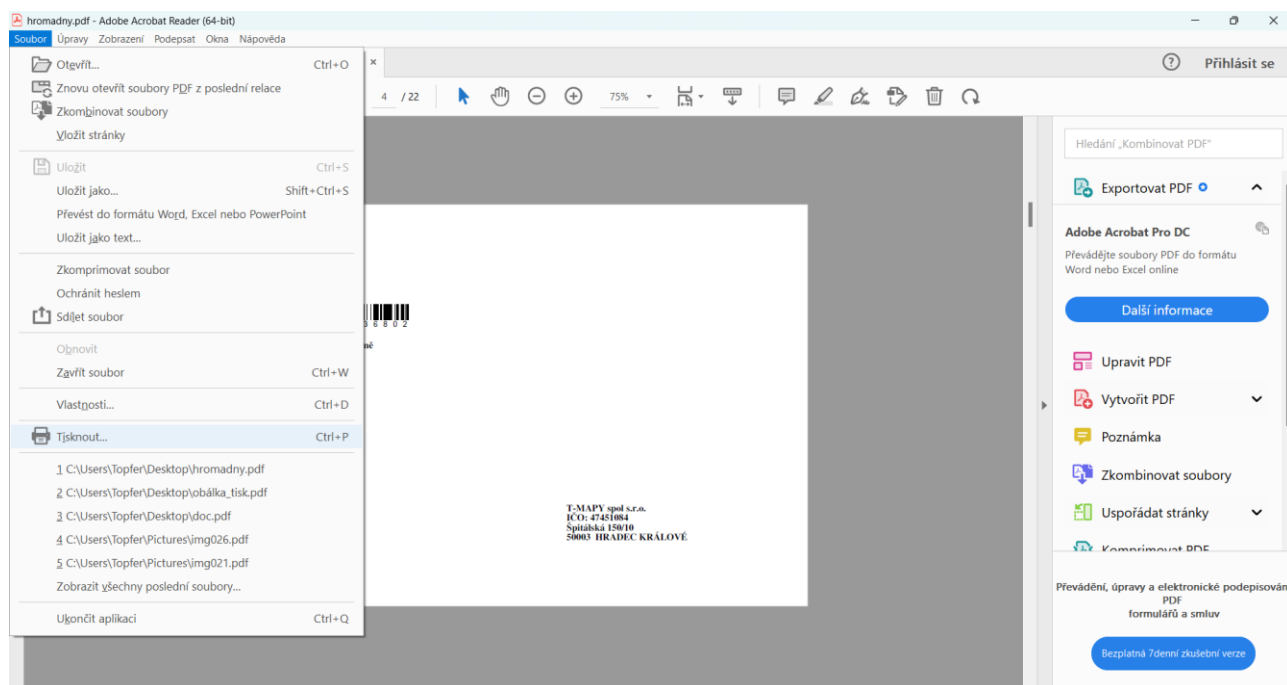 hromadny.pdf - Adobe Acrobat Reader (64-bit)
Soubor Úpravy Zobrazení Podepsat Okna Nápověda
Otevřít... Ctrl+O
Znovu otevřít soubory PDF z poslední relace
Zkombinovat soubory
Vložit stránky
Uložit Ctrl+S
Uložit jako... Shift+Ctrl+S
Převést do formátu Word, Excel nebo PowerPoint
Uložit jako text...
Zkomprimovat soubor
Ochránit heslem
Sdílet soubor
Obnovit
Zavřít soubor Ctrl+W
Vlastnosti... Ctrl+D
Tisknout... Ctrl+P
1 C:\Users\Topfer\Desktop\hromadny.pdf
2 C:\Users\Topfer\Desktop\obálka_tisk.pdf
3 C:\Users\Topfer\Desktop\doc.pdf
4 C:\Users\Topfer\Pictures\img026.pdf
5 C:\Users\Topfer\Pictures\img021.pdf
Zobrazit všechny poslední soubory...
Ukončit aplikaci Ctrl+Q
4 / 22 75%
6 8 0 2
T-MAPY spol s.r.o.
IČO: 47451084
Špitálská 150/10
50003 HRADEC KRÁLOVÉ
? Přihlásit se
Hledání „Kombinovat PDF"
Exportovat PDF
Adobe Acrobat Pro DC
Převádějte soubory PDF do formátu
Word nebo Excel online
Další informace
Upravit PDF
Vytvořit PDF
Poznámka
Zkombinovat soubory
Uspořádat stránky
Komprimovat PDF
Převádění, úpravy a elektronické podepisován
PDF
formulářů a smluv
Bezplatná 7denní zkušební verze